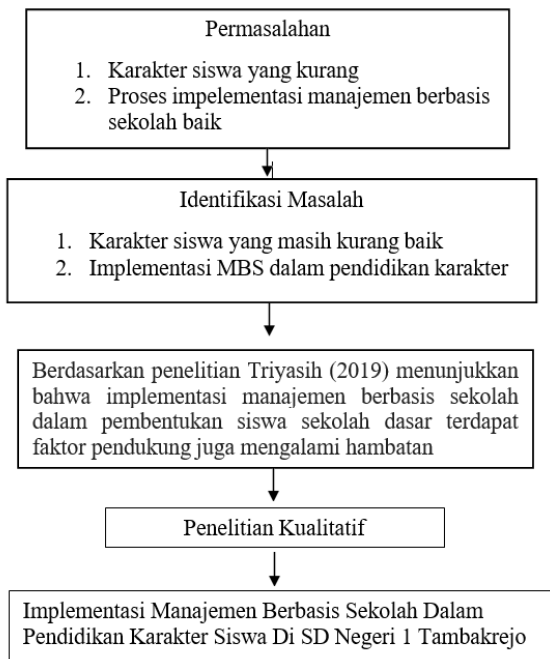 Permasalahan
1. Karakter siswa yang kurang
2. Proses impelementasi manajemen berbasis
sekolah baik
Identifikasi Masalah
1. Karakter siswa yang masih kurang baik
2. Implementasi MBS dalam pendidikan karakter
Berdasarkan penelitian Triyasih (2019) menunjukkan
bahwa implementasi manajemen berbasis sekolah
dalam pembentukan siswa sekolah dasar terdapat
faktor pendukung juga mengalami hambatan
Penelitian Kualitatif
Implementasi Manajemen Berbasis Sekolah Dalam
Pendidikan Karakter Siswa Di SD Negeri 1 Tambakrejo